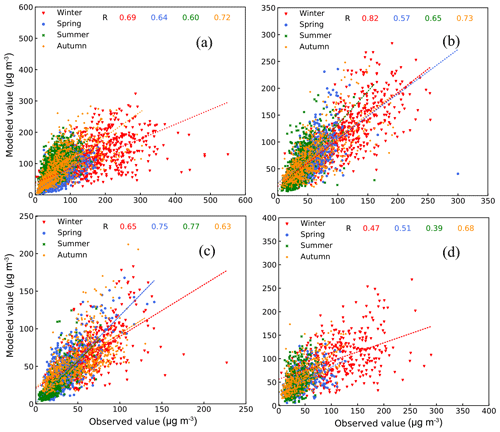 600
500
400
300
200
100
0
Modeled value (μg m⁻³)
Winter R 0.69 0.64 0.60 0.72
Spring
Summer
Autumn
(a)
0 100 200 300 400 500 600
350
300
250
200
150
100
50
0
Winter R 0.82 0.57 0.65 0.73
Spring
Summer
Autumn
(b)
0 50 100 150 200 250 300 350
250
200
150
100
50
0
Modeled value (μg m⁻³)
Winter R 0.65 0.75 0.77 0.63
Spring
Summer
Autumn
(c)
0 50 100 150 200 250
Observed value (μg m⁻³)
400
350
300
250
200
150
100
50
0
Winter R 0.47 0.51 0.39 0.68
Spring
Summer
Autumn
(d)
0 50 100 150 200 250 300 350 400
Observed value (μg m⁻³)